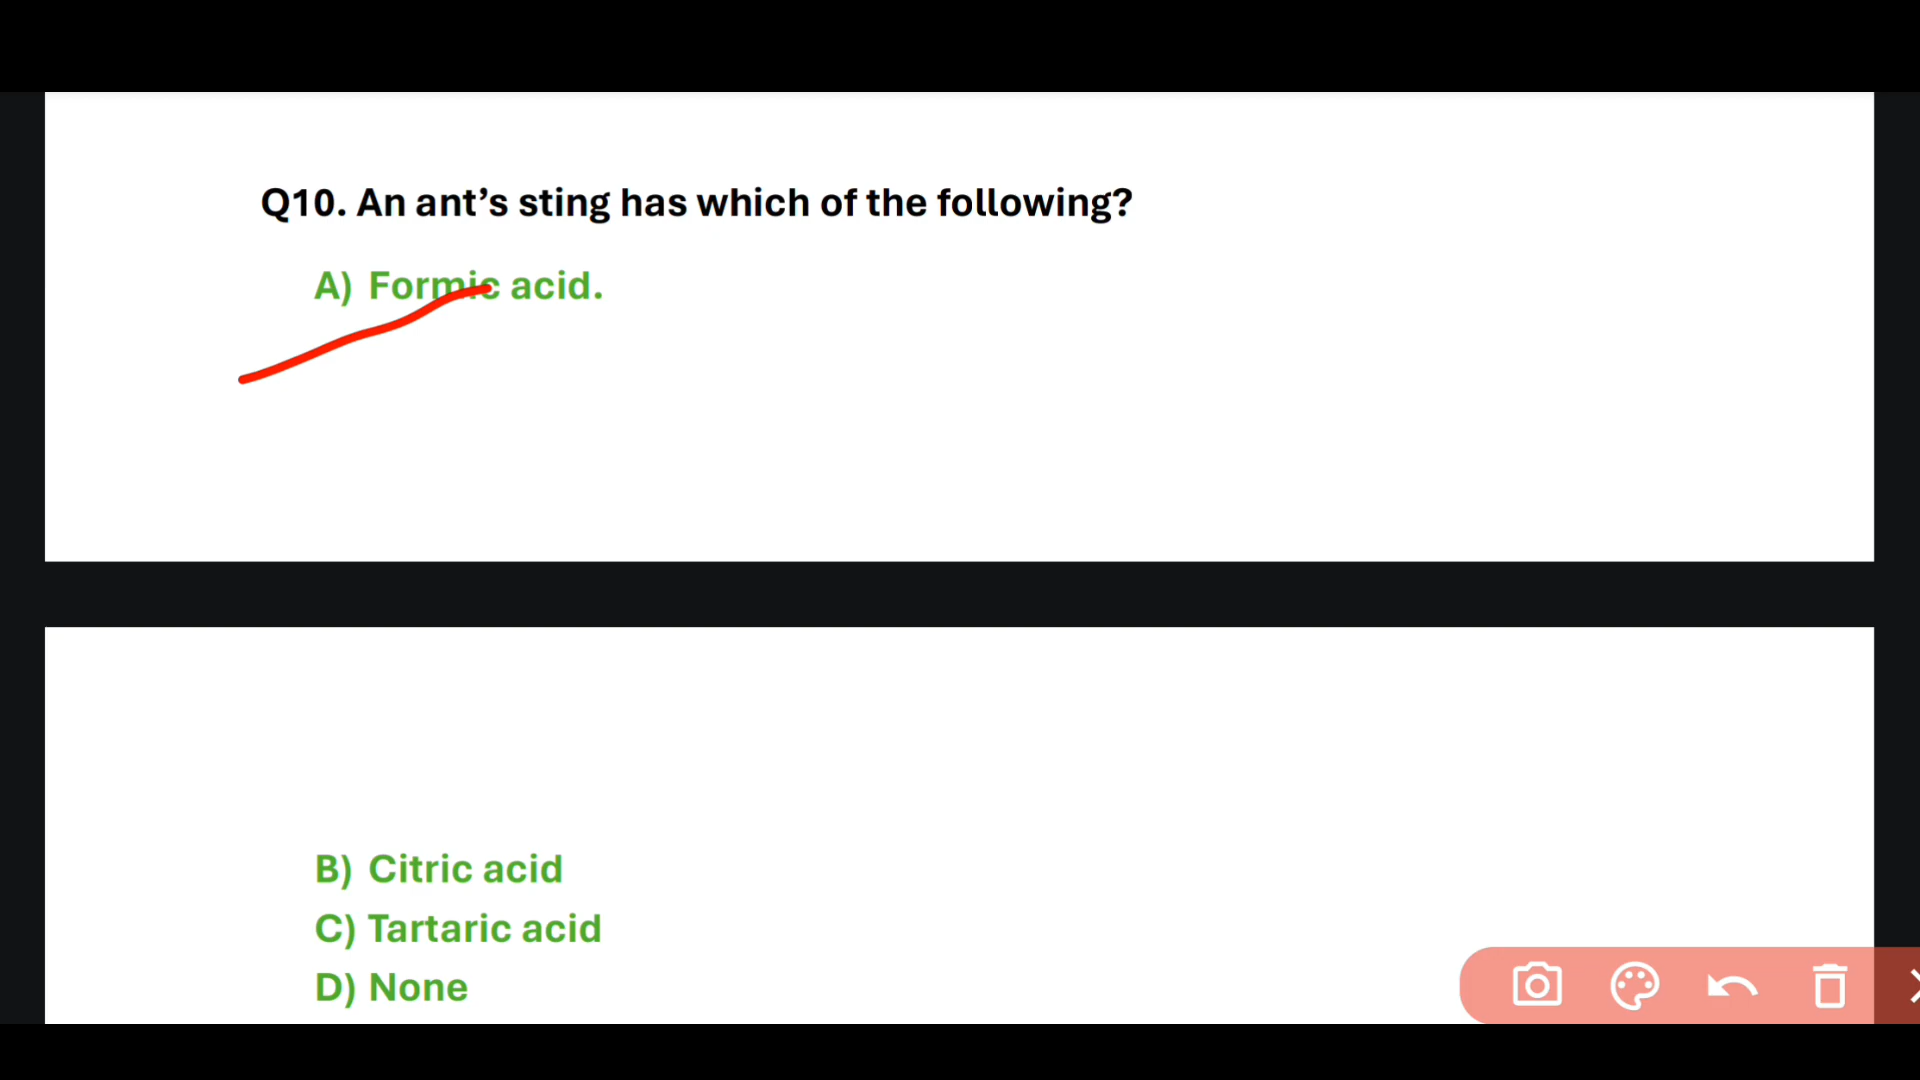 Q10. An ant’s sting has which of the following?
A) Formic acid.
B) Citric acid
C) Tartaric acid
D) None